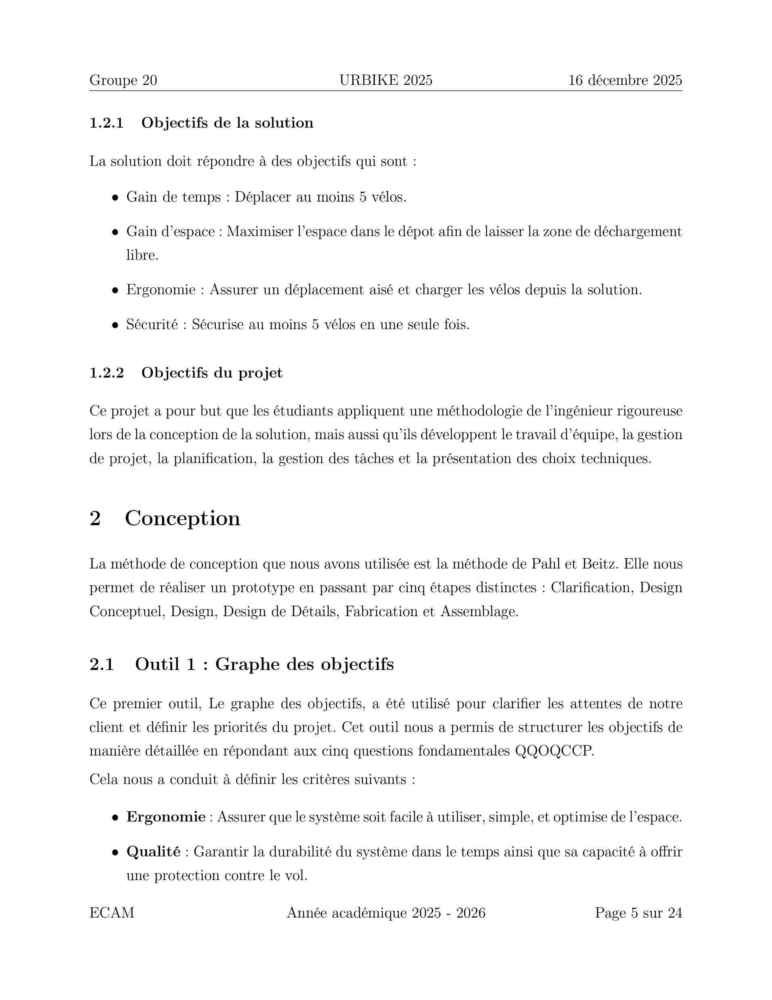 Groupe 20 URBIKE 2025 16 décembre 2025
1.2.1 Objectifs de la solution
La solution doit répondre à des objectifs qui sont :
• Gain de temps : Déplacer au moins 5 vélos.
• Gain d'espace : Maximiser l'espace dans le dépot afin de laisser la zone de déchargement
libre.
• Ergonomie : Assurer un déplacement aisé et charger les vélos depuis la solution.
• Sécurité : Sécurise au moins 5 vélos en une seule fois.
1.2.2 Objectifs du projet
Ce projet a pour but que les étudiants appliquent une méthodologie de l'ingénieur rigoureuse
lors de la conception de la solution, mais aussi qu'ils développent le travail d'équipe, la gestion
de projet, la planification, la gestion des tâches et la présentation des choix techniques.
2 Conception
La méthode de conception que nous avons utilisée est la méthode de Pahl et Beitz. Elle nous
permet de réaliser un prototype en passant par cinq étapes distinctes : Clarification, Design
Conceptuel, Design, Design de Détails, Fabrication et Assemblage.
2.1 Outil 1 : Graphe des objectifs
Ce premier outil, Le graphe des objectifs, a été utilisé pour clarifier les attentes de notre
client et définir les priorités du projet. Cet outil nous a permis de structurer les objectifs de
manière détaillée en répondant aux cinq questions fondamentales QQOQCCP.
Cela nous a conduit à définir les critères suivants :
• Ergonomie : Assurer que le système soit facile à utiliser, simple, et optimise de l'espace.
• Qualité : Garantir la durabilité du système dans le temps ainsi que sa capacité à offrir
une protection contre le vol.
ECAM Année académique 2025 - 2026 Page 5 sur 24